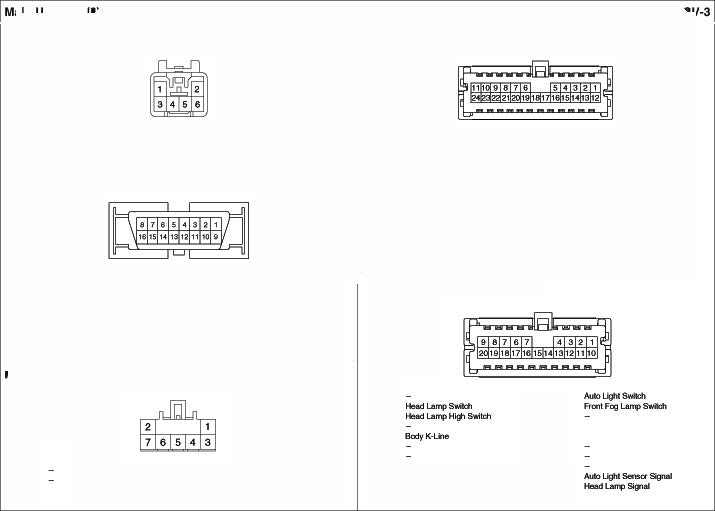 1 2
3 4 5 6
11 10 9 8 7 6 5 4 3 2 1
24 23 22 21 20 19 18 17 16 15 14 13 12
8 7 6 5 4 3 2 1
16 15 14 13 12 11 10 9
9 8 7 6 7 4 3 2 1
20 19 18 17 16 15 14 13 12 11 10
2 1
7 6 5 4 3
–
–
–
Head Lamp Switch
Head Lamp High Switch
–
Body K-Line
–
–
Auto Light Switch
Front Fog Lamp Switch
–
–
–
–
Auto Light Sensor Signal
Head Lamp Signal